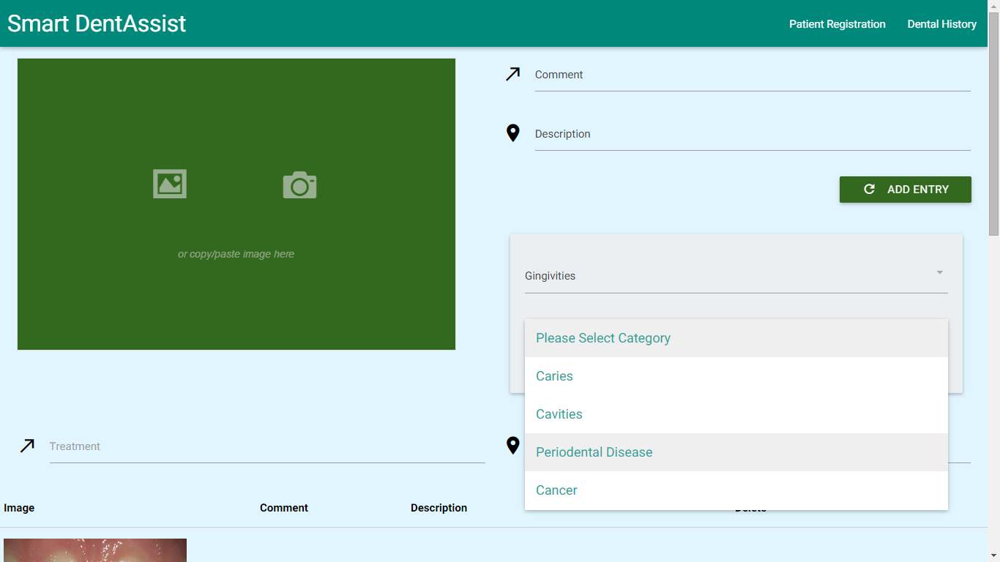 Smart DentAssist
Patient Registration
Dental History
or copy/paste image here
Comment
Description
ADD ENTRY
Gingivities
Please Select Category
Caries
Cavities
Periodental Disease
Cancer
Treatment
Image
Comment
Description